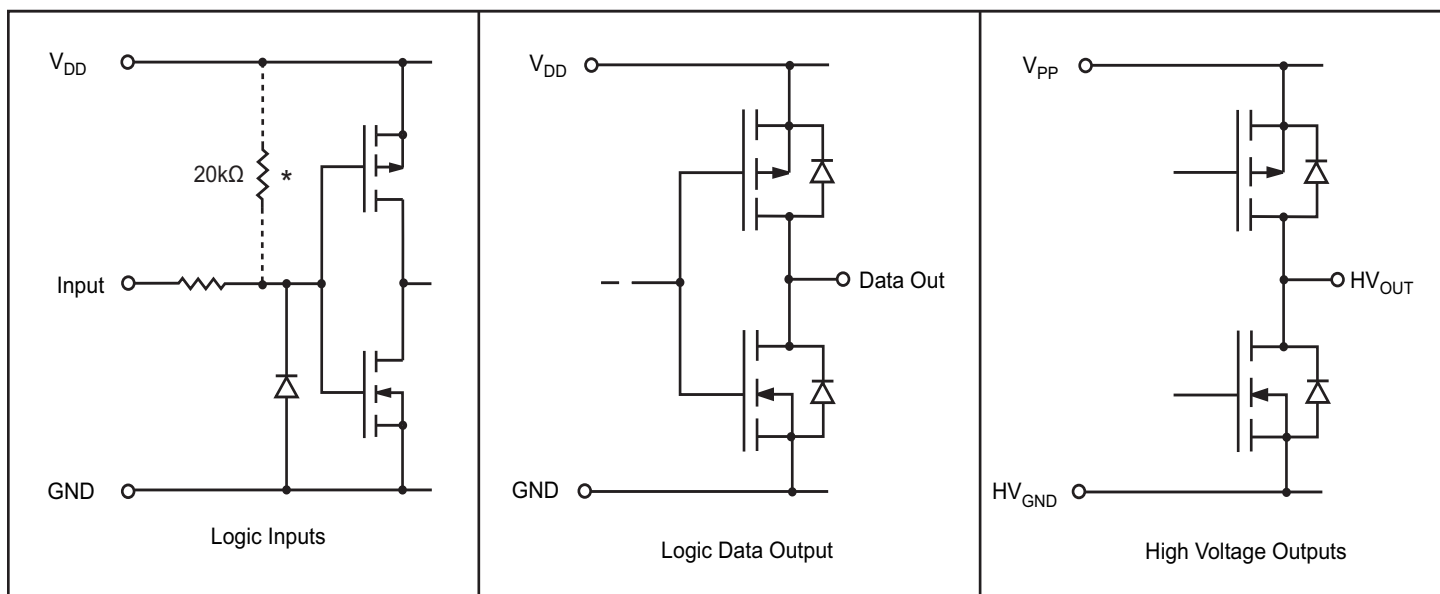 V_DD
20kΩ *
Input
GND
Logic Inputs
V_DD
Data Out
GND
Logic Data Output
V_PP
HV_OUT
HV_GND
High Voltage Outputs